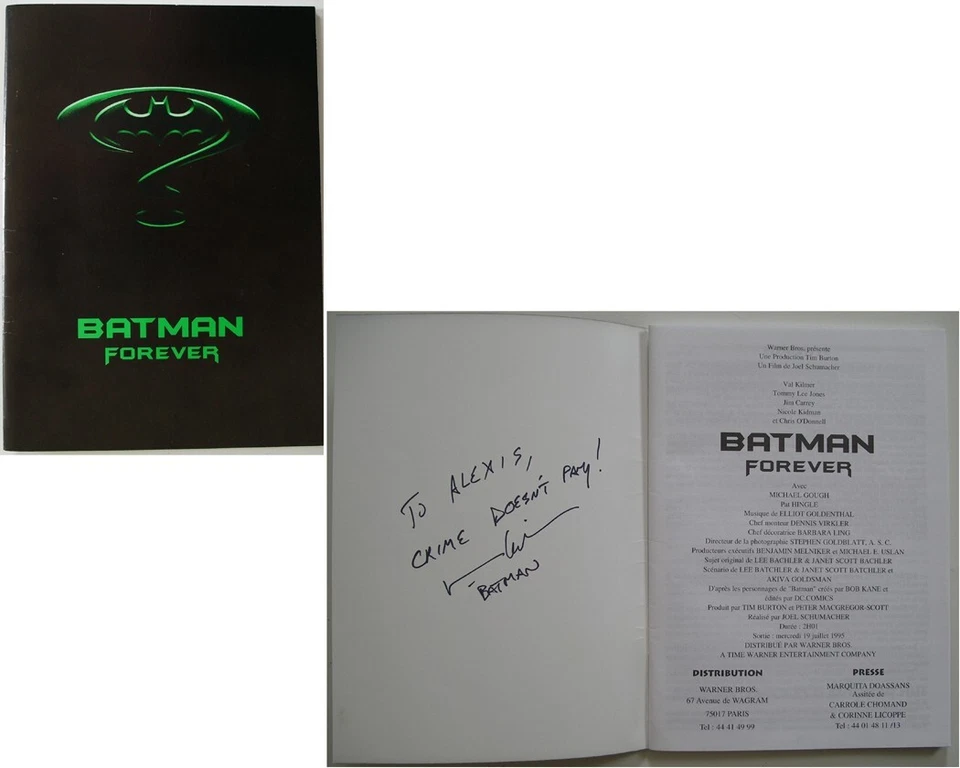 BATMAN
FOREVER
TO ALEXIS,
CRIME DOESN'T PAY!
BATMAN
Warner Bros. présente
Une Production Tim Burton
Un Film de Joel Schumacher
Val Kilmer
Tommy Lee Jones
Jim Carrey
Nicole Kidman
et Chris O'Donnell
BATMAN
FOREVER
Avec
MICHAEL GOUGH
Pat HINGLE
Musique de ELLIOT GOLDENTHAL
Chef monteur DENNIS VIRKLER
Chef décoratrice BARBARA LING
Directeur de la photographie STEPHEN GOLDBLATT, A. S. C.
Producteurs exécutifs BENJAMIN MELNIKER et MICHAEL E. USLAN
Sujet original de LEE BACHLER & JANET SCOTT BACHLER
Scénario de LEE BATCHLER & JANET SCOTT BATCHLER et
AKIVA GOLDSMAN
D'après les personnages de "Batman" créés par BOB KANE et
édités par DC.COMICS
Produit par TIM BURTON et PETER MACGREGOR-SCOTT
Réalisé par JOEL SCHUMACHER
Durée : 2H01
Sortie : mercredi 19 juillet 1995
DISTRIBUÉ PAR WARNER BROS.
A TIME WARNER ENTERTAINMENT COMPANY
DISTRIBUTION
WARNER BROS.
67 Avenue de WAGRAM
75017 PARIS
Tel : 44 41 49 99
PRESSE
MARQUITA DOASSANS
Assitée de
CARROLE CHOMAND
& CORINNE LICOPPE
Tel : 44 01 48 11 /13